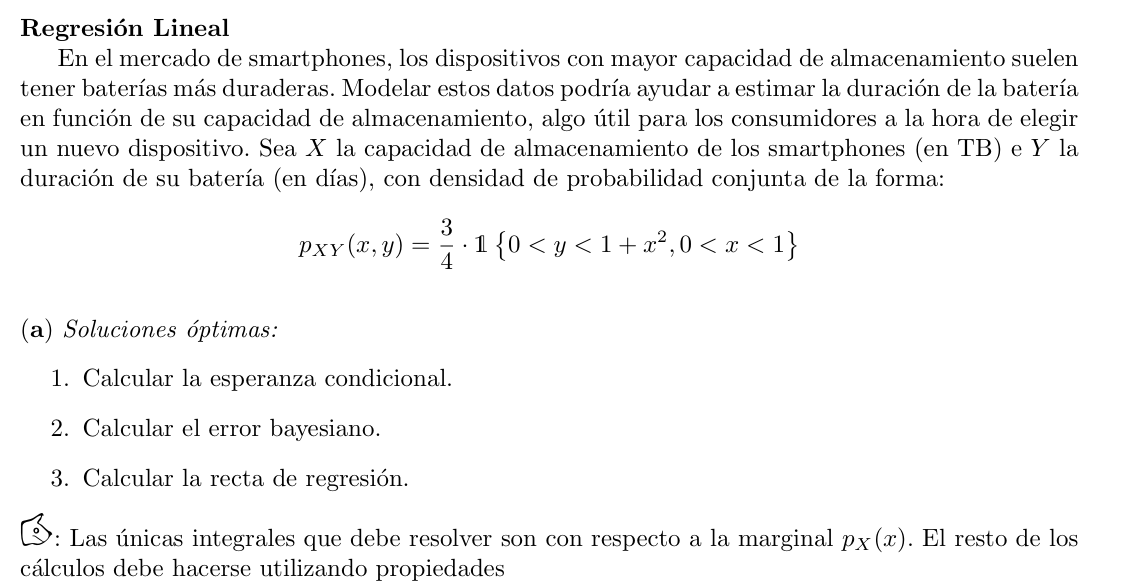 Regresión Lineal
En el mercado de smartphones, los dispositivos con mayor capacidad de almacenamiento suelen
tener baterías más duraderas. Modelar estos datos podría ayudar a estimar la duración de la batería
en función de su capacidad de almacenamiento, algo útil para los consumidores a la hora de elegir
un nuevo dispositivo. Sea X la capacidad de almacenamiento de los smartphones (en TB) e Y la
duración de su batería (en días), con densidad de probabilidad conjunta de la forma:
p_{XY}(x, y) = \frac{3}{4} · 𝟙 {0 < y < 1 + x^2, 0 < x < 1}
(a) Soluciones óptimas:
1. Calcular la esperanza condicional.
2. Calcular el error bayesiano.
3. Calcular la recta de regresión.
: Las únicas integrales que debe resolver son con respecto a la marginal p_X(x). El resto de los
cálculos debe hacerse utilizando propiedades